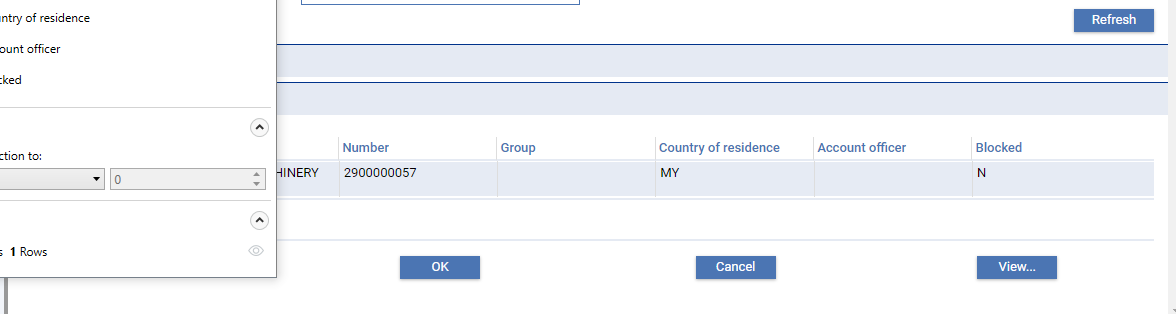 ntry of residence
Refresh
ount officer
cked
ction to:
Number Group Country of residence Account officer Blocked
0
HINERY 2900000057 MY N
s 1 Rows
OK Cancel View...